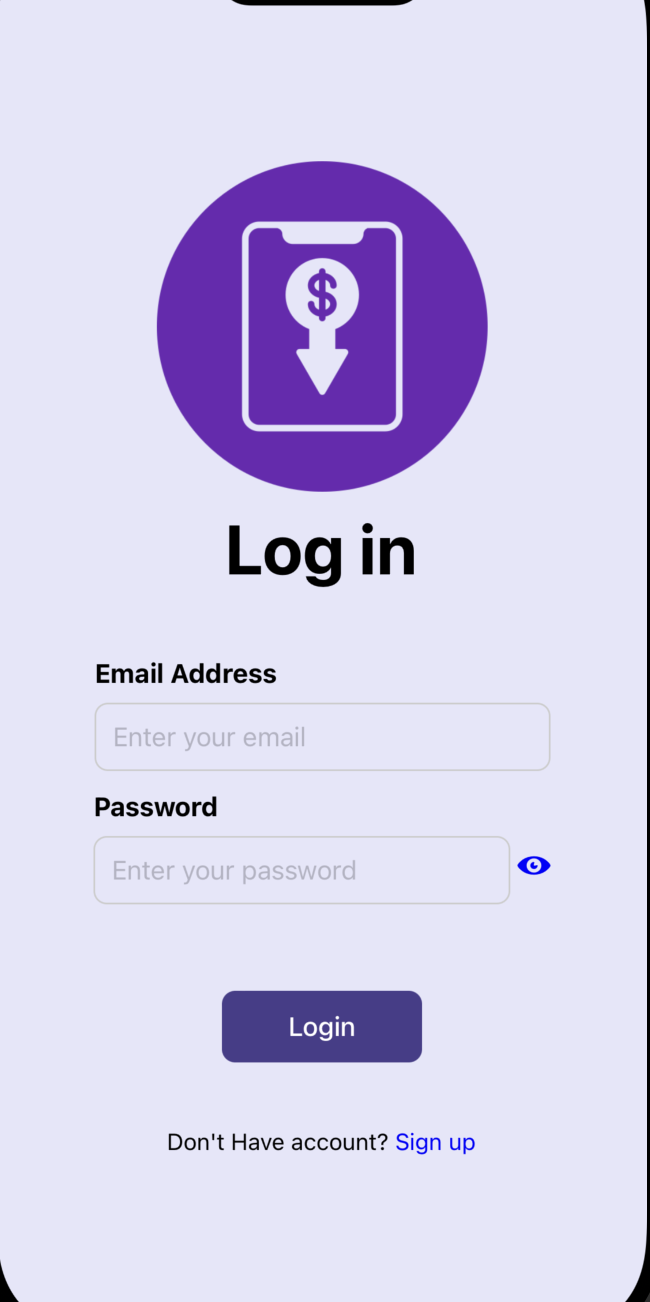 $
Log in
Email Address
Enter your email
Password
Enter your password
Login
Don't Have account? Sign up